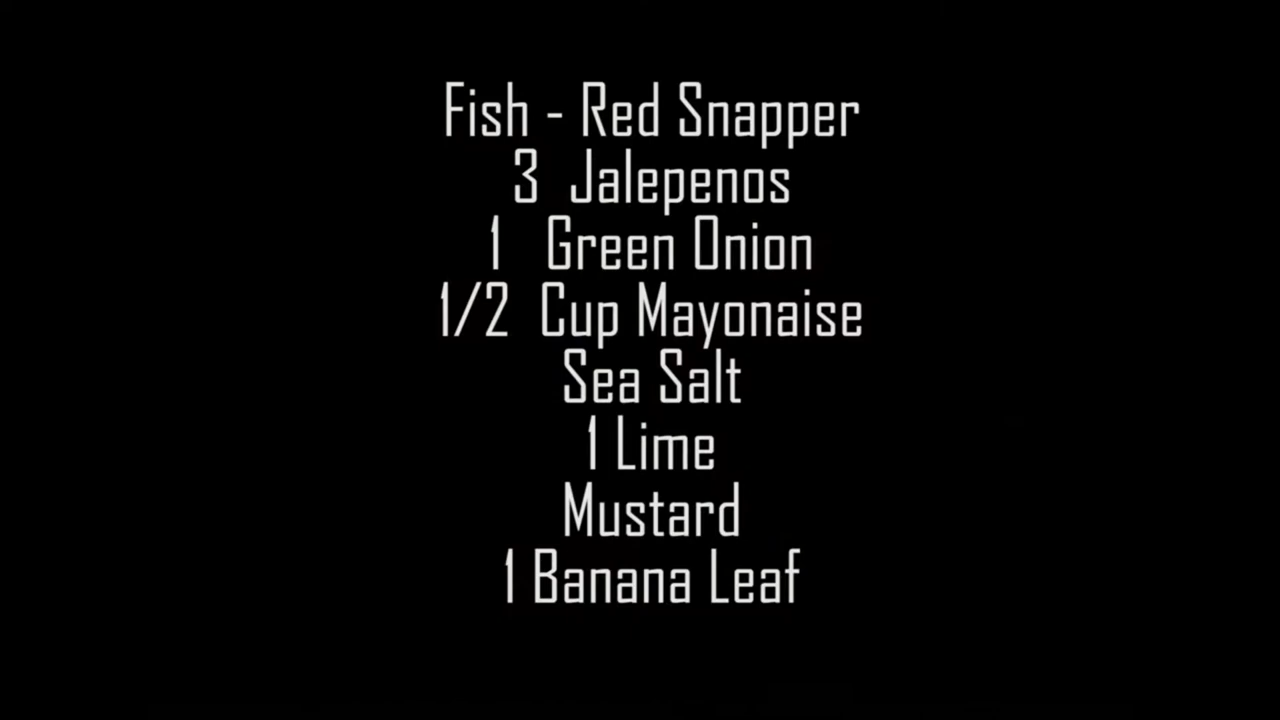 Fish - Red Snapper
3 Jalepenos
1 Green Onion
1/2 Cup Mayonaise
Sea Salt
1 Lime
Mustard
1 Banana Leaf